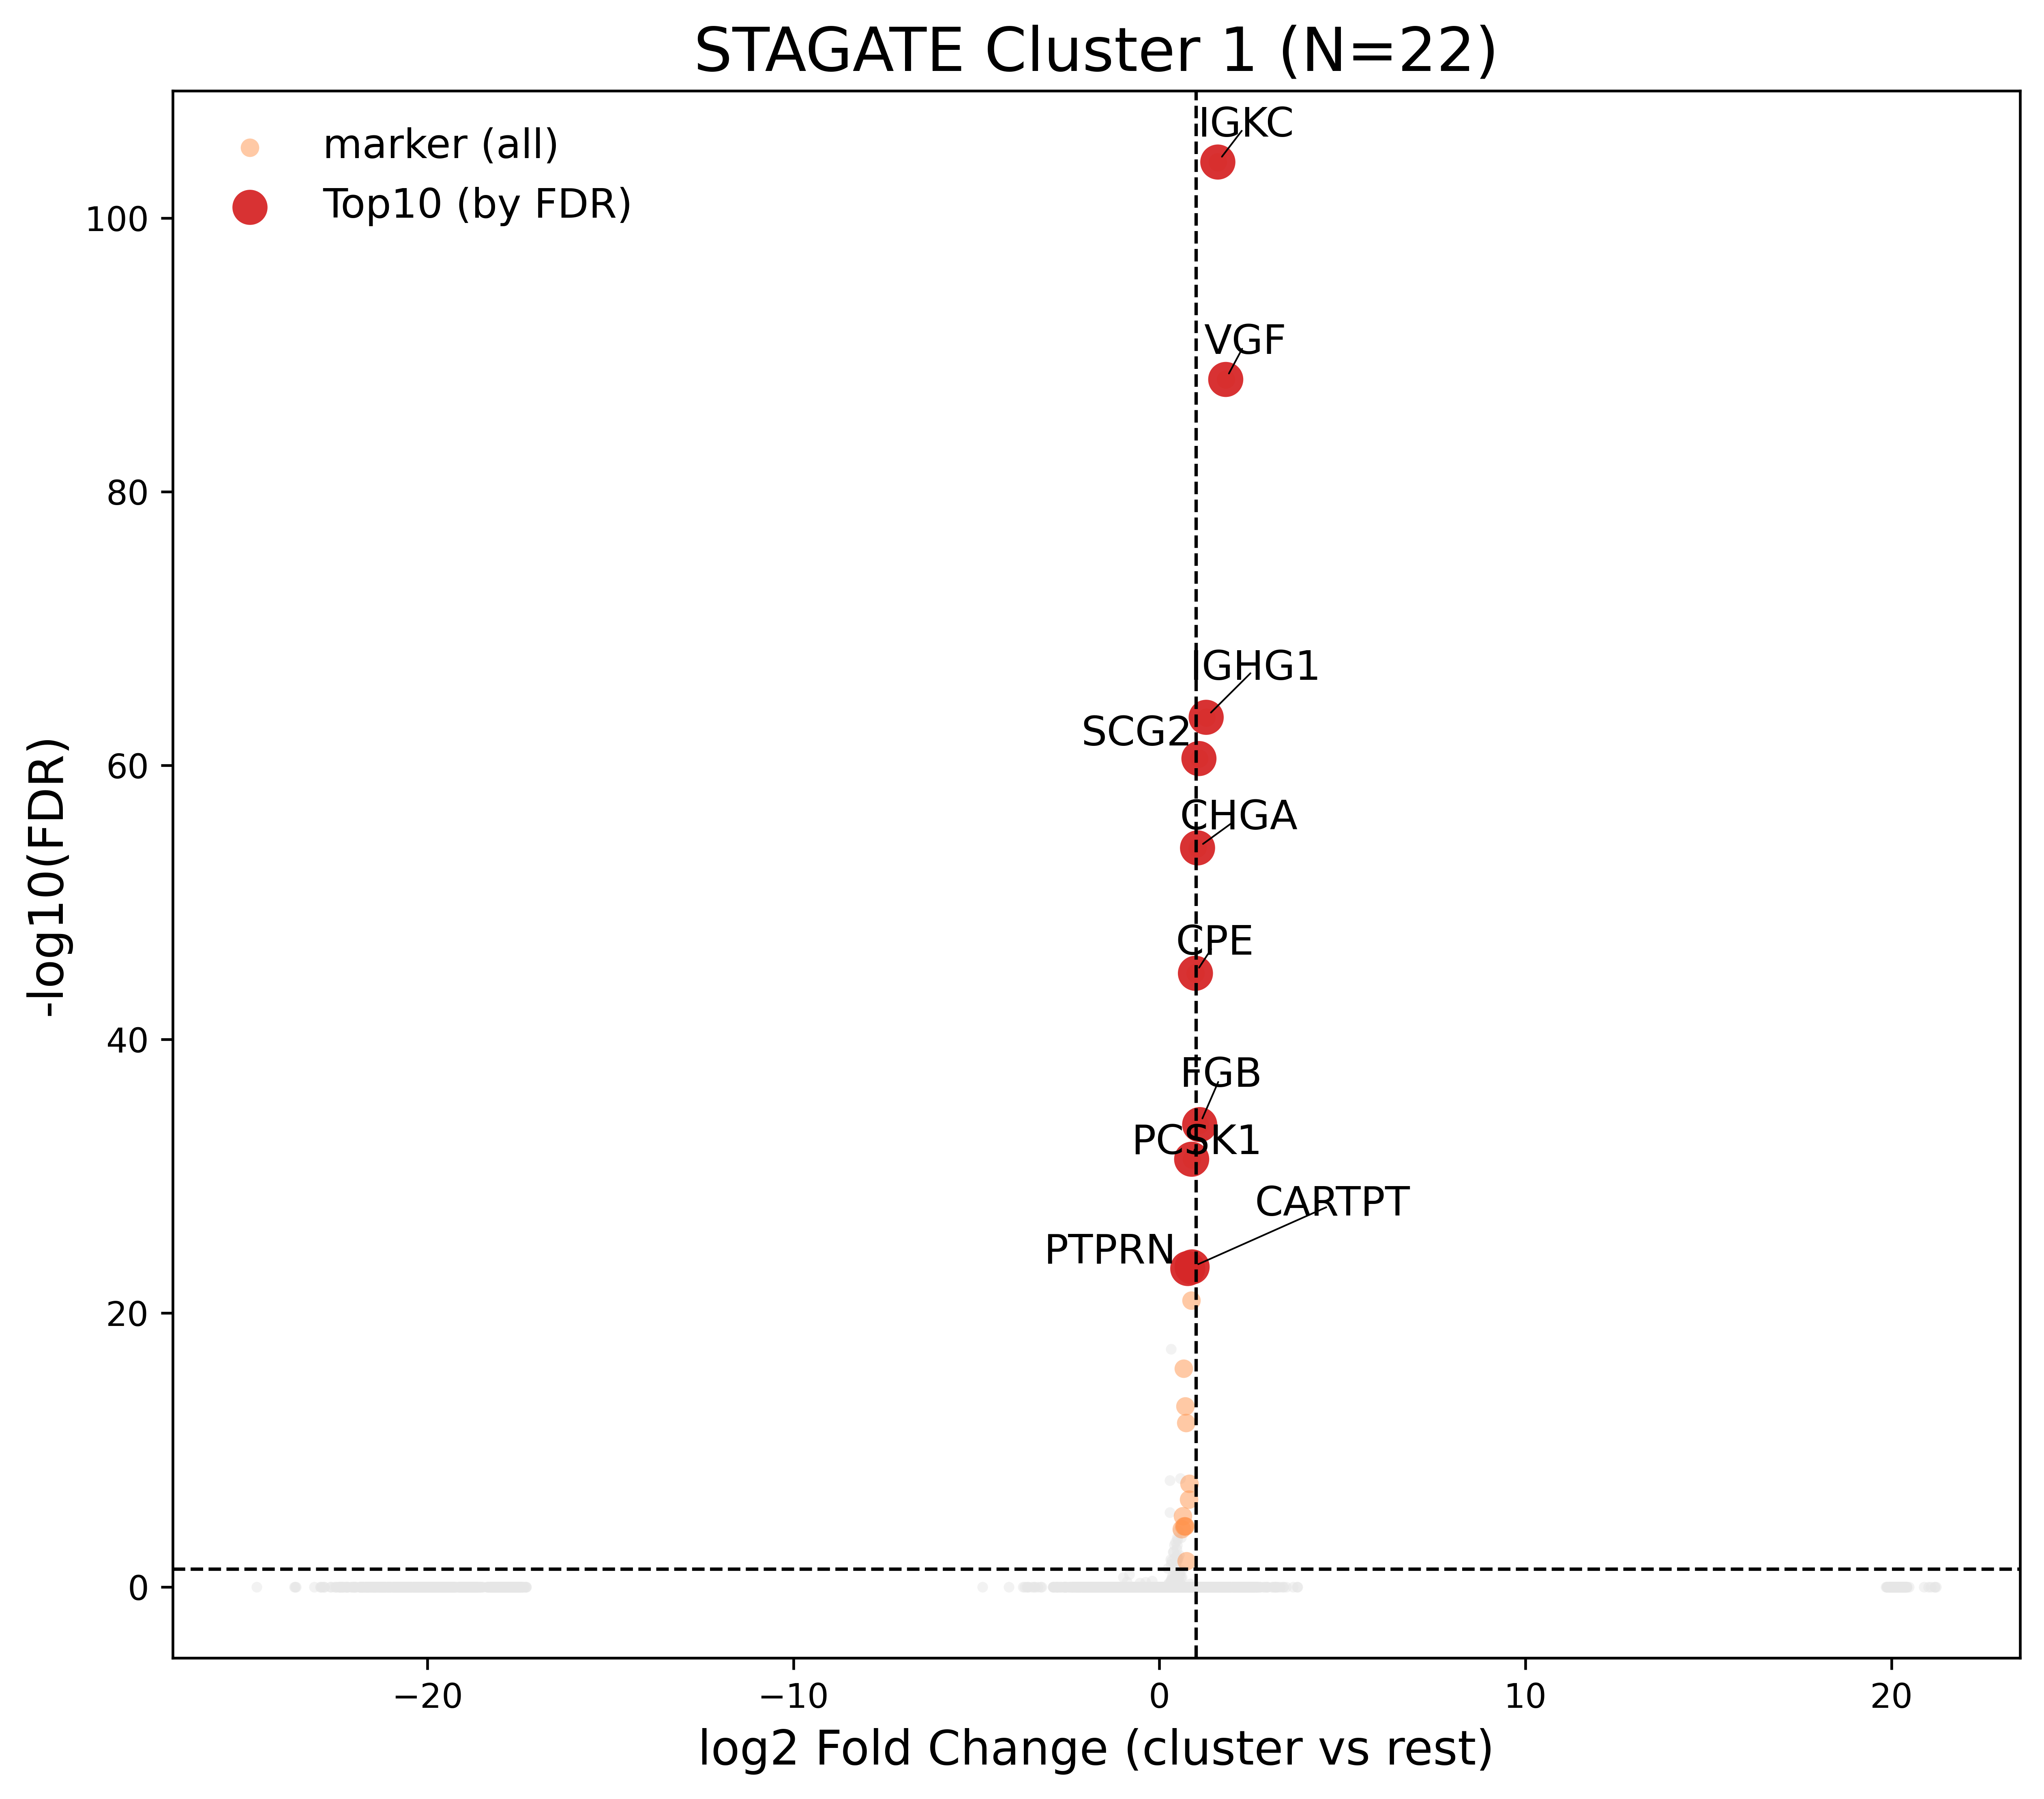 STAGATE Cluster 1 (N=22)
marker (all)
Top10 (by FDR)
IGKC
VGF
IGHG1
SCG2
CHGA
CPE
FGB
PCSK1
CARTPT
PTPRN
-log10(FDR)
100
80
60
40
20
0
−20
−10
0
10
20
log2 Fold Change (cluster vs rest)